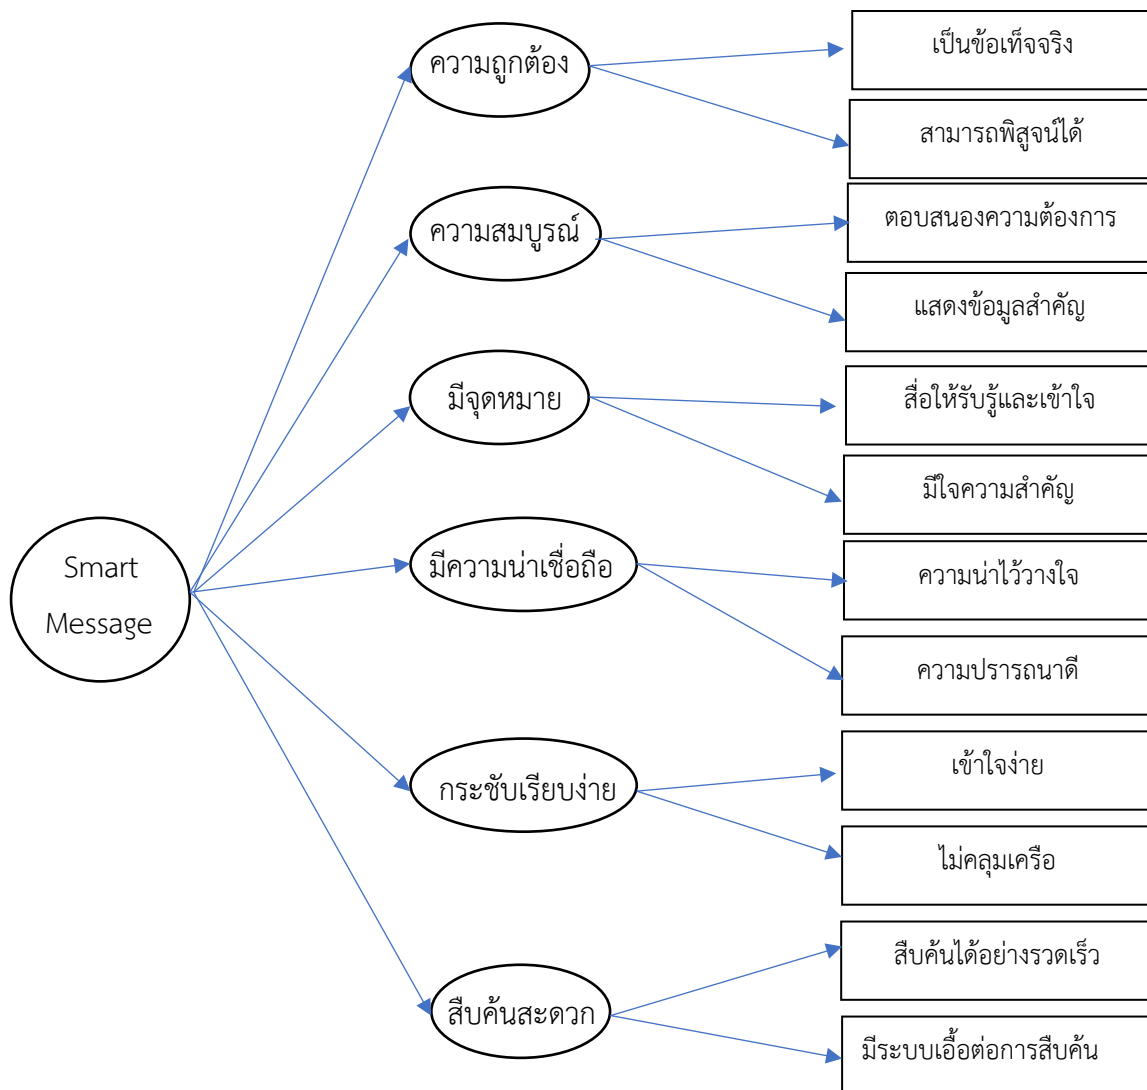 ความถูกต้อง
เป็นข้อเท็จจริง
สามารถพิสูจน์ได้
ความสมบูรณ์
ตอบสนองความต้องการ
แสดงข้อมูลสำคัญ
มีจุดหมาย
สื่อให้รับรู้และเข้าใจ
มีใจความสำคัญ
Smart
Message
มีความน่าเชื่อถือ
ความน่าไว้วางใจ
ความปรารถนาดี
กระชับเรียบง่าย
เข้าใจง่าย
ไม่คลุมเครือ
สืบค้นสะดวก
สืบค้นได้อย่างรวดเร็ว
มีระบบเอื้อต่อการสืบค้น